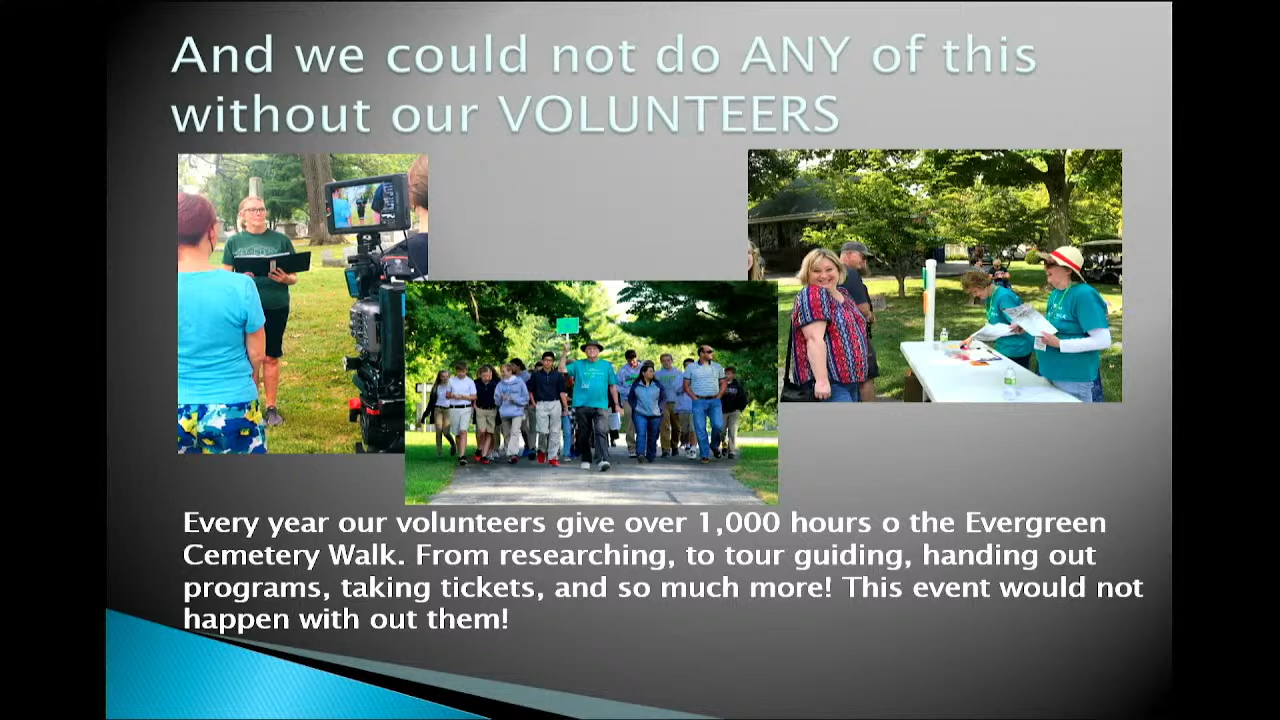 And we could not do ANY of this
without our VOLUNTEERS
Every year our volunteers give over 1,000 hours o the Evergreen
Cemetery Walk. From researching, to tour guiding, handing out
programs, taking tickets, and so much more! This event would not
happen with out them!